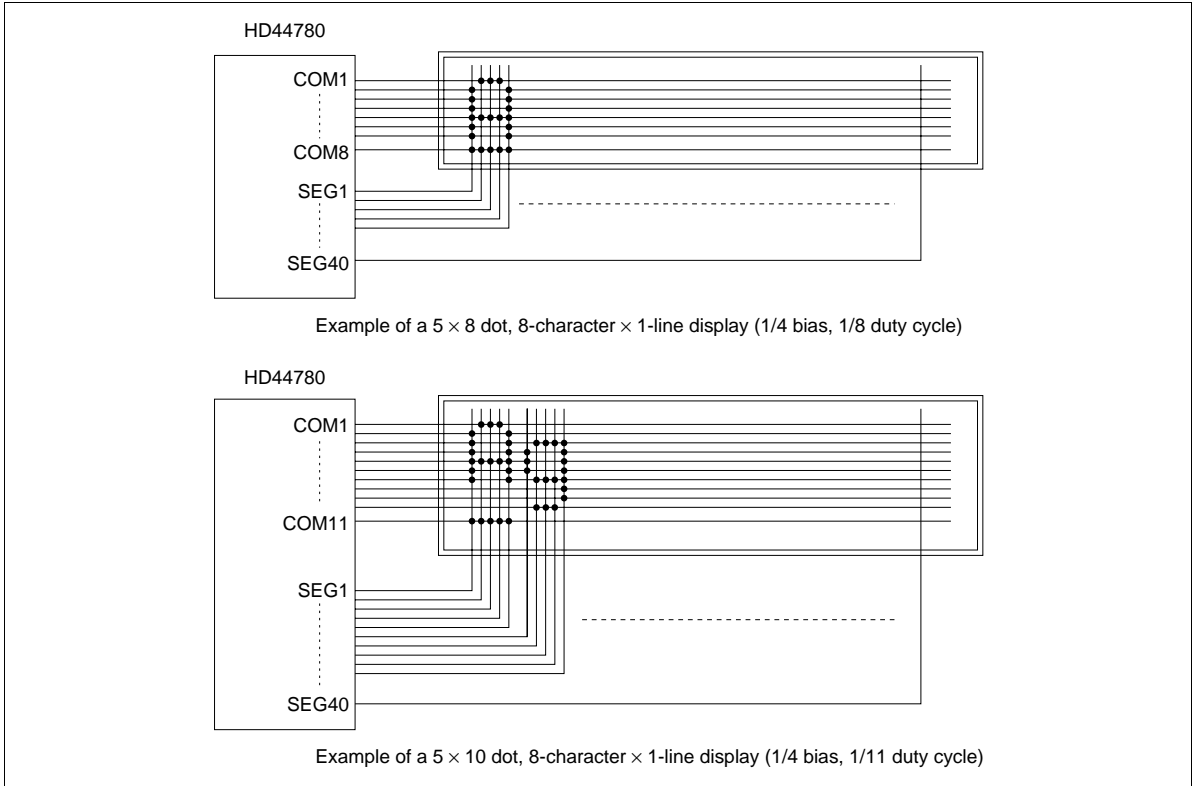 HD44780
COM1
COM8
SEG1
SEG40
Example of a 5 × 8 dot, 8-character × 1-line display (1/4 bias, 1/8 duty cycle)
HD44780
COM1
COM11
SEG1
SEG40
Example of a 5 × 10 dot, 8-character × 1-line display (1/4 bias, 1/11 duty cycle)